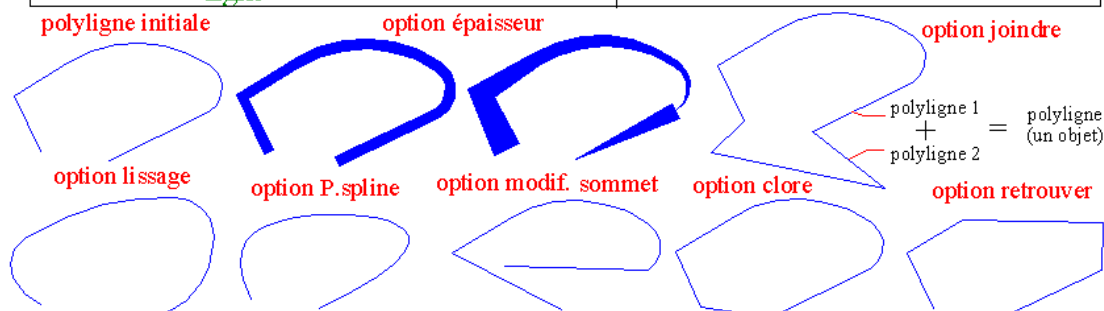 polyligne initiale
option épaisseur
option joindre
polyligne 1
+
=
polyligne
(un objet)
polyligne 2
option lissage
option P.spline
option modif. sommet
option clore
option retrouver